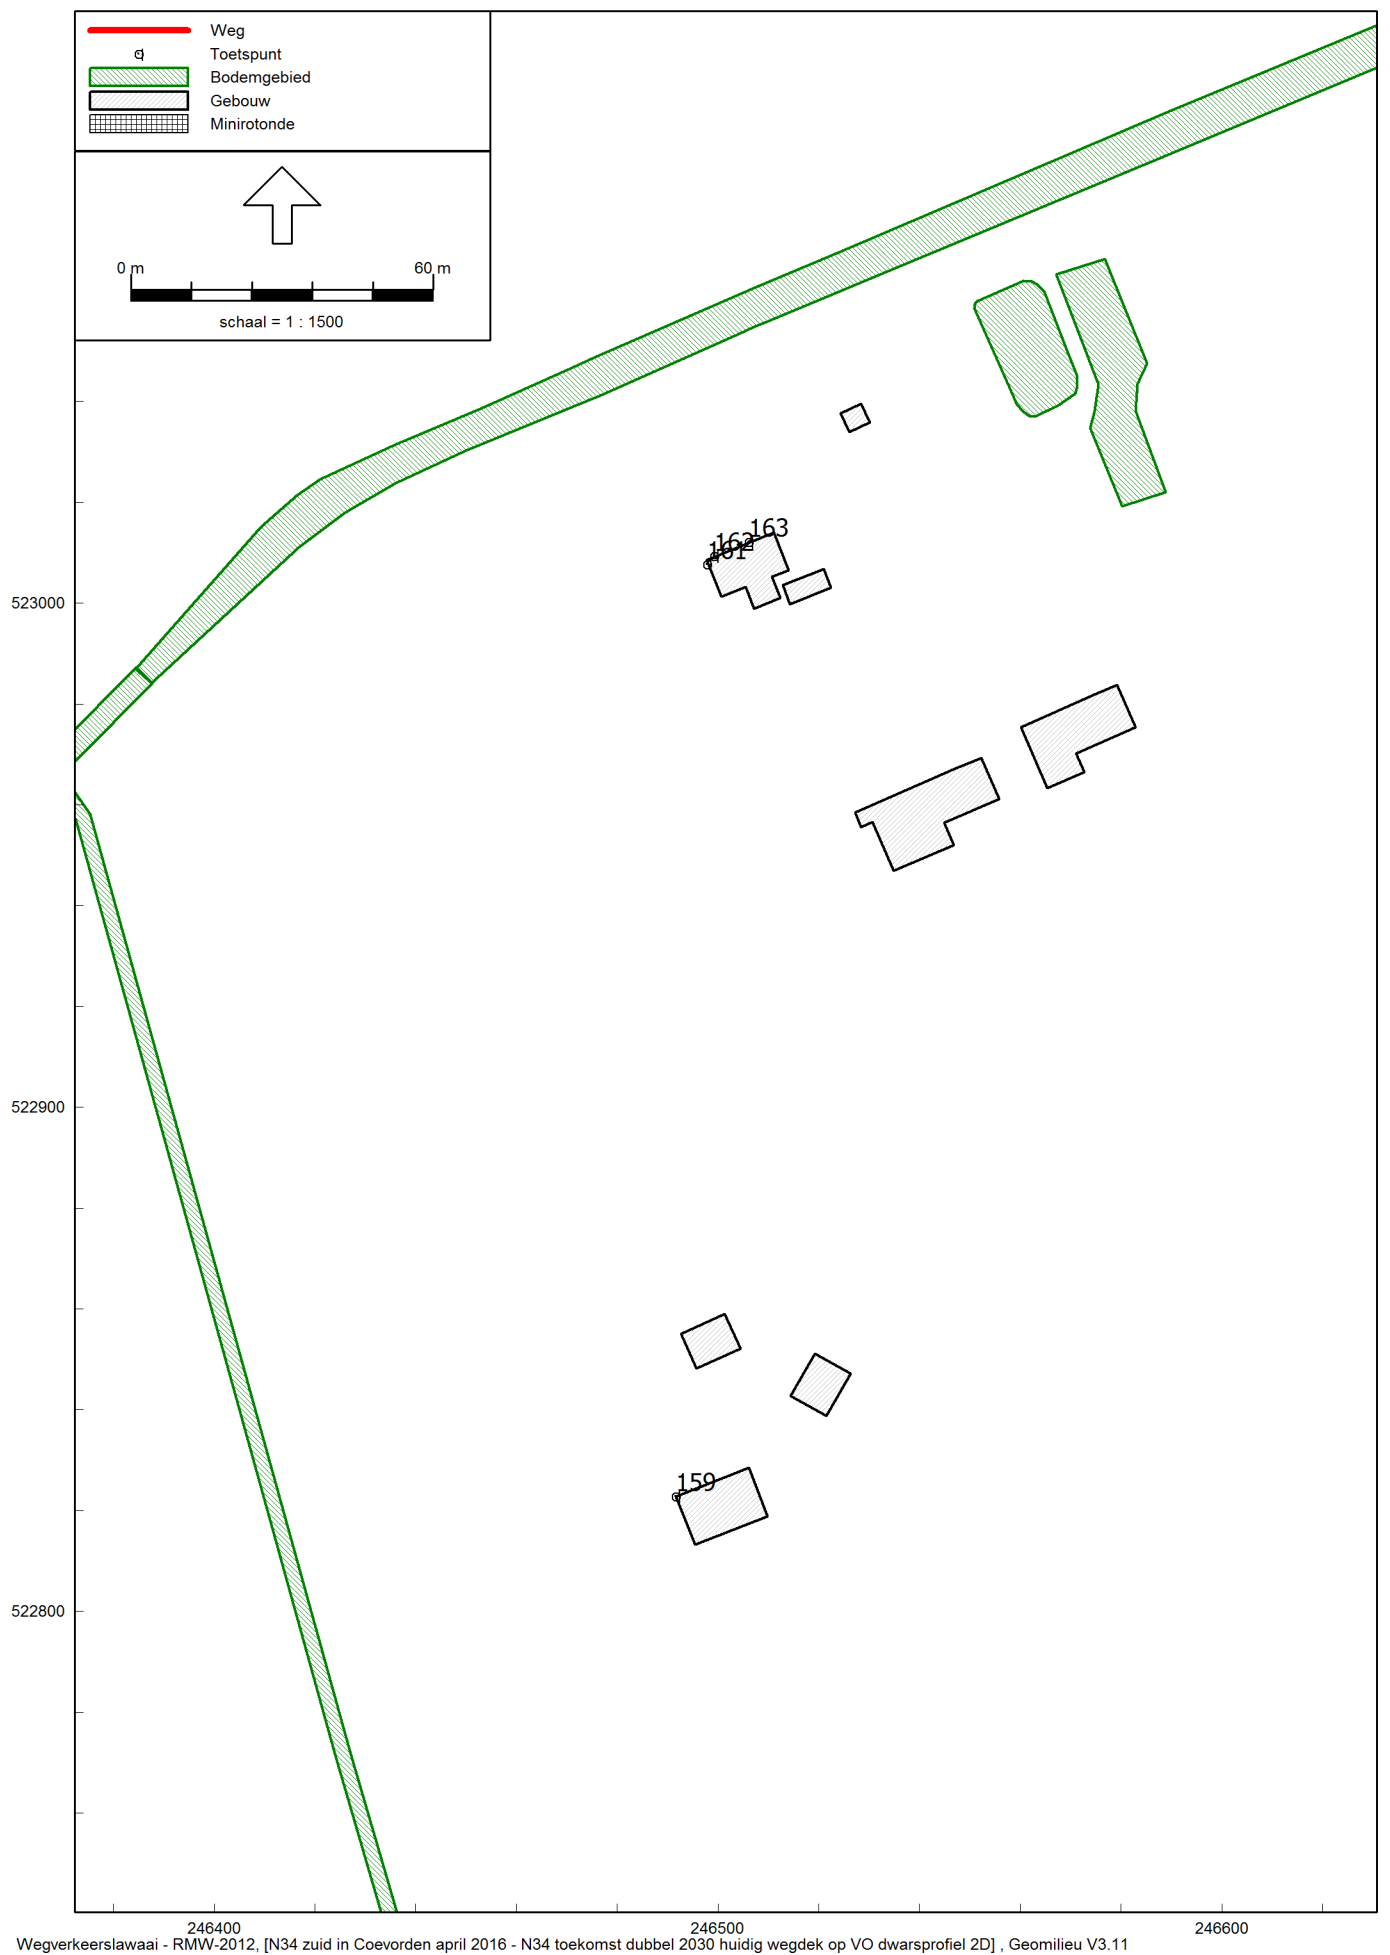 Weg
Toetspunt
Bodemgebied
Gebouw
Minirotonde
0 m 60 m
schaal = 1 : 1500
163
162
161
523000
522900
159
522800
246400 246500 246600
Wegverkeerslawaai - RMW-2012, [N34 zuid in Coevorden april 2016 - N34 toekomst dubbel 2030 huidig wegdek op VO dwarsprofiel 2D] , Geomilieu V3.11